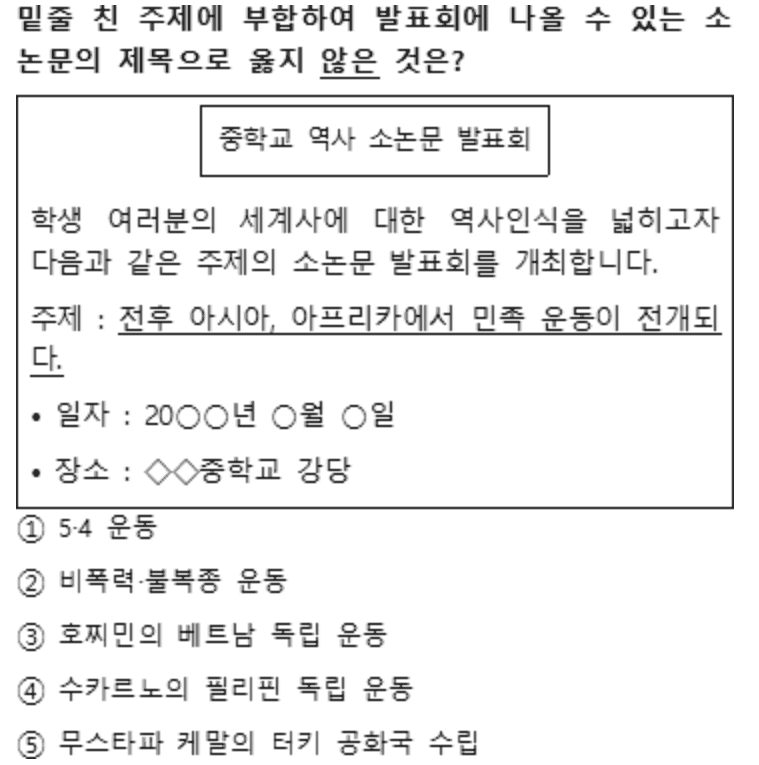 밑줄 친 주제에 부합하여 발표회에 나올 수 있는 소
논문의 제목으로 옳지 않은 것은?
중학교 역사 소논문 발표회
학생 여러분의 세계사에 대한 역사인식을 넓히고자
다음과 같은 주제의 소논문 발표회를 개최합니다.
주제 : 전후 아시아, 아프리카에서 민족 운동이 전개되
다.
• 일자 : 20○○년 ○월 ○일
• 장소 : ◇◇중학교 강당
① 5·4 운동
② 비폭력·불복종 운동
③ 호찌민의 베트남 독립 운동
④ 수카르노의 필리핀 독립 운동
⑤ 무스타파 케말의 터키 공화국 수립